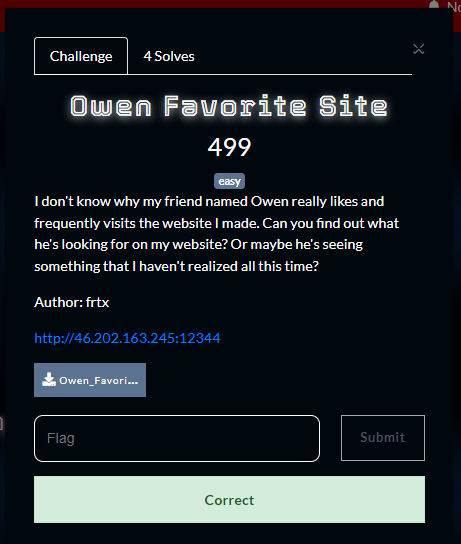 No
Challenge
4 Solves
×
Owen Favorite Site
499
easy
I don't know why my friend named Owen really likes and
frequently visits the website I made. Can you find out what
he's looking for on my website? Or maybe he's seeing
something that I haven't realized all this time?
Author: frtx
http://46.202.163.245:12344
Owen_Favori...
Flag
Submit
Correct